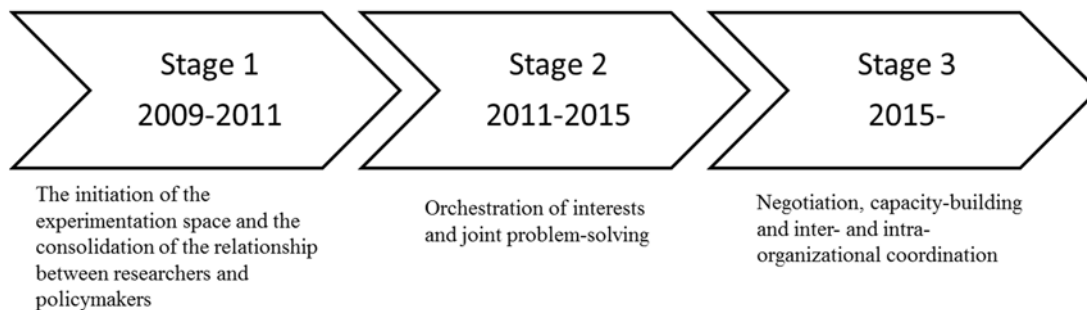 Stage 1
2009-2011
Stage 2
2011-2015
Stage 3
2015-
The initiation of the
experimentation space and the
consolidation of the relationship
between researchers and
policymakers
Orchestration of interests
and joint problem-solving
Negotiation, capacity-building
and inter- and intra-
organizational coordination